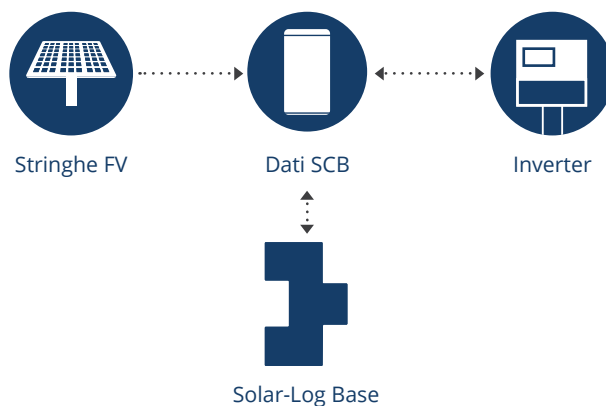 Stringhe FV
Dati SCB
Inverter
Solar-Log Base